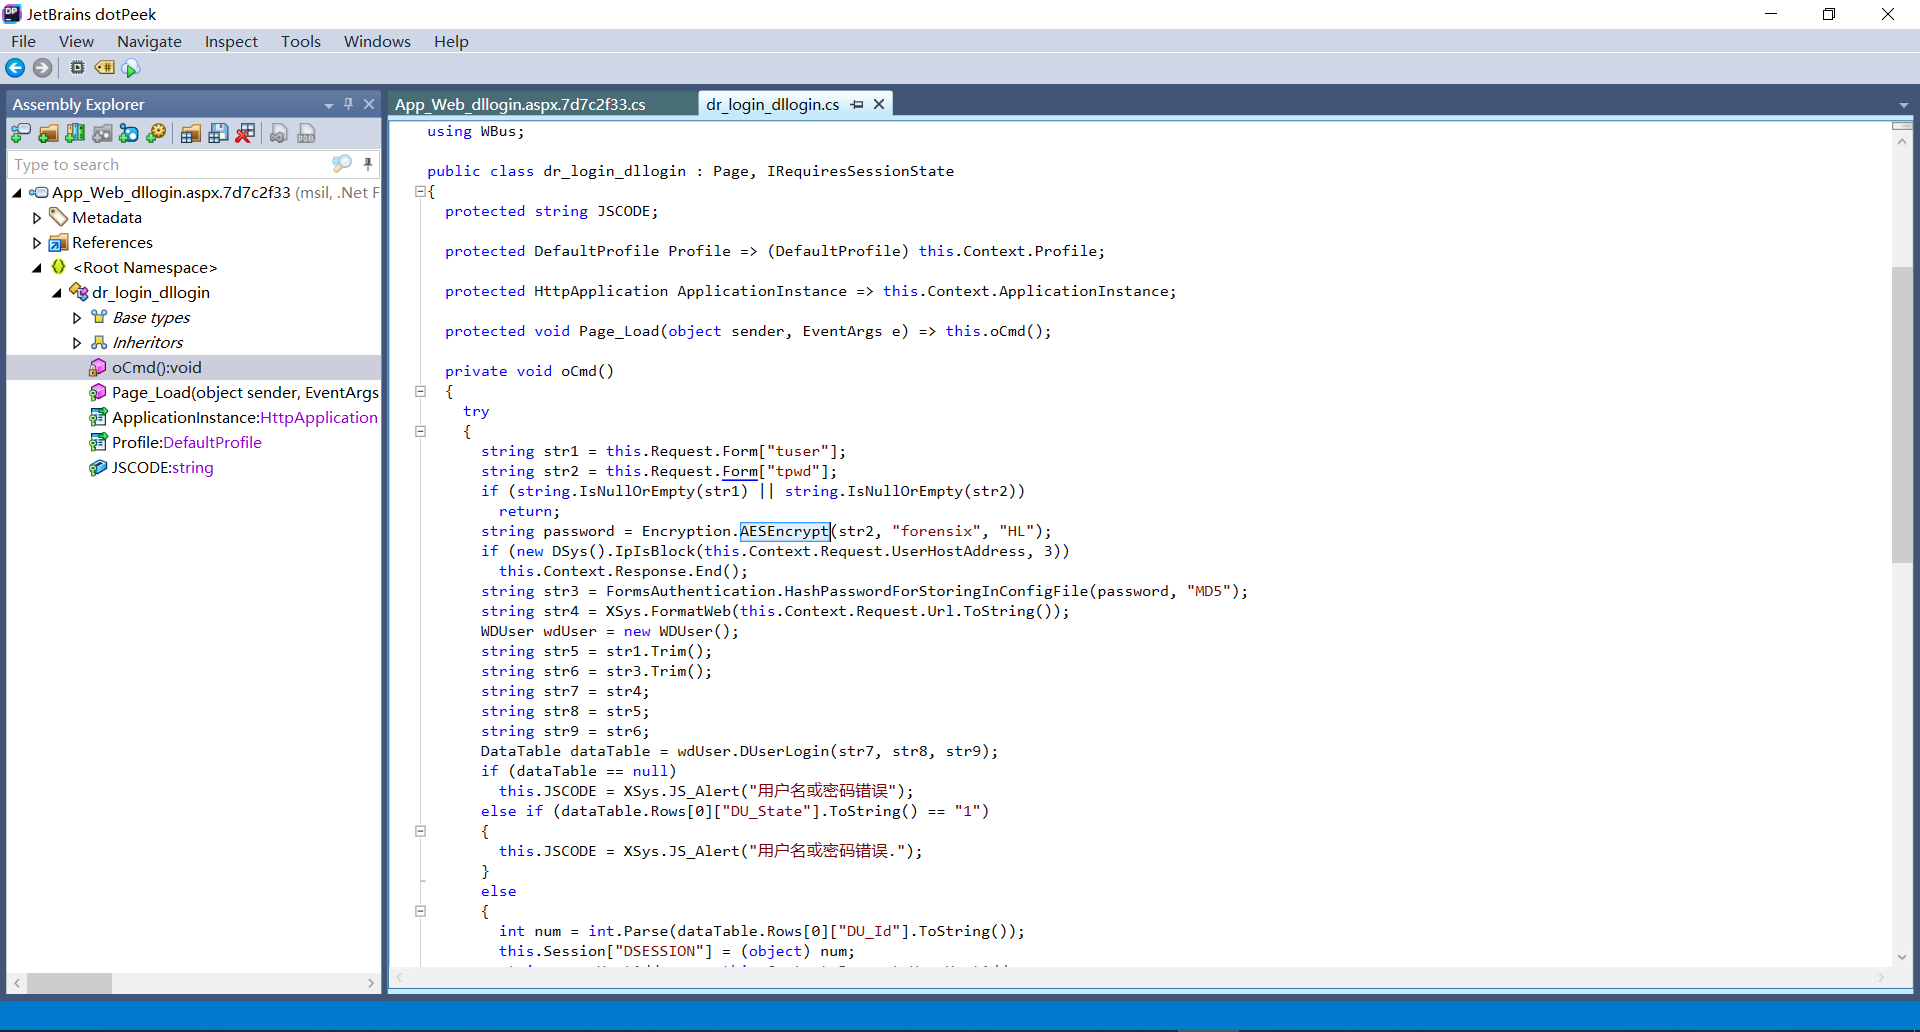 JetBrains dotPeek
File View Navigate Inspect Tools Windows Help
Assembly Explorer
Type to search
App_Web_dllogin.aspx.7d7c2f33 (msil, .Net F
Metadata
References
<Root Namespace>
dr_login_dllogin
Base types
Inheritors
oCmd():void
Page_Load(object sender, EventArgs
ApplicationInstance:HttpApplication
Profile:DefaultProfile
JSCODE:string
App_Web_dllogin.aspx.7d7c2f33.cs
dr_login_dllogin.cs
using WBus;
public class dr_login_dllogin : Page, IRequiresSessionState
{
protected string JSCODE;
protected DefaultProfile Profile => (DefaultProfile) this.Context.Profile;
protected HttpApplication ApplicationInstance => this.Context.ApplicationInstance;
protected void Page_Load(object sender, EventArgs e) => this.oCmd();
private void oCmd()
{
try
{
string str1 = this.Request.Form["tuser"];
string str2 = this.Request.Form["tpwd"];
if (string.IsNullOrEmpty(str1) || string.IsNullOrEmpty(str2))
return;
string password = Encryption.AESEncrypt(str2, "forensix", "HL");
if (new DSys().IpIsBlock(this.Context.Request.UserHostAddress, 3))
this.Context.Response.End();
string str3 = FormsAuthentication.HashPasswordForStoringInConfigFile(password, "MD5");
string str4 = XSys.FormatWeb(this.Context.Request.Url.ToString());
WDUser wdUser = new WDUser();
string str5 = str1.Trim();
string str6 = str3.Trim();
string str7 = str4;
string str8 = str5;
string str9 = str6;
DataTable dataTable = wdUser.DUserLogin(str7, str8, str9);
if (dataTable == null)
this.JSCODE = XSys.JS_Alert("用户名或密码错误");
else if (dataTable.Rows[0]["DU_State"].ToString() == "1")
{
this.JSCODE = XSys.JS_Alert("用户名或密码错误.");
}
else
{
int num = int.Parse(dataTable.Rows[0]["DU_Id"].ToString());
this.Session["DSESSION"] = (object) num;